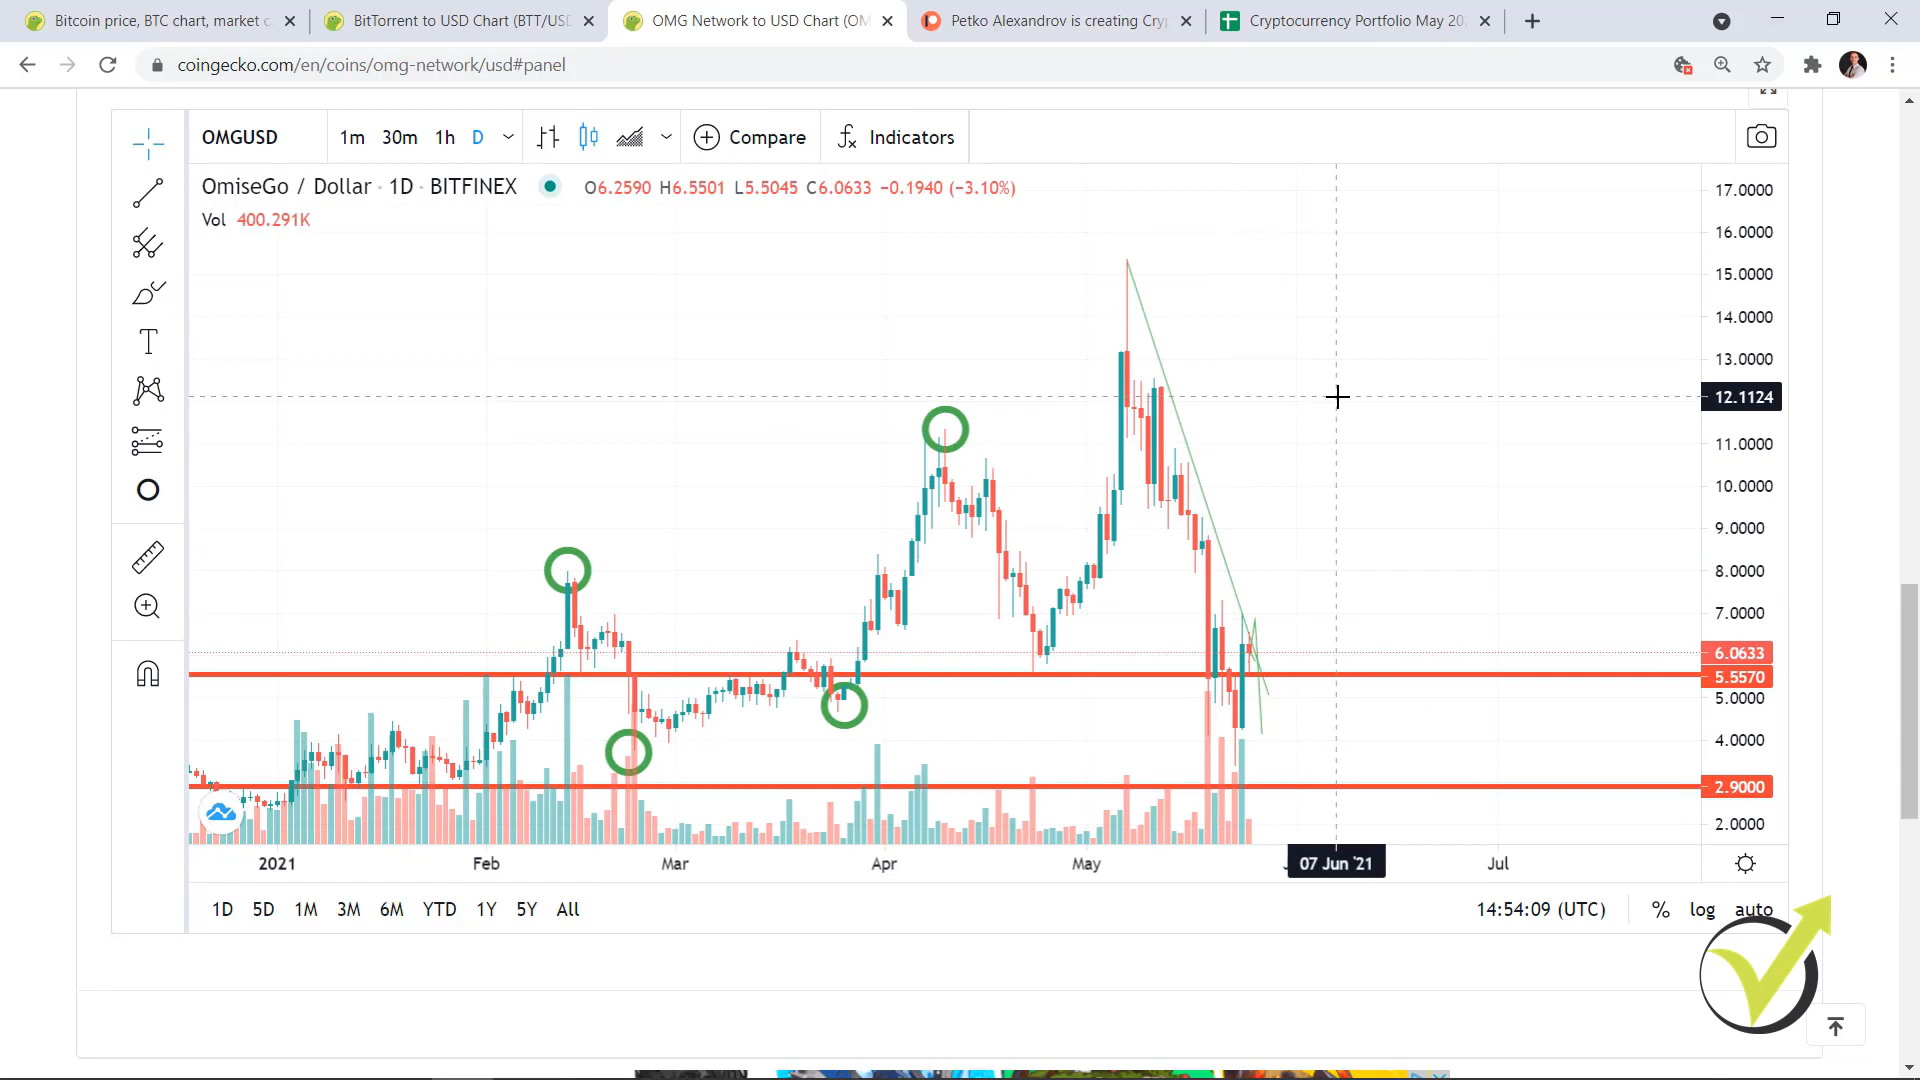 Bitcoin price, BTC chart, market c
BitTorrent to USD Chart (BTT/USD
OMG Network to USD Chart (OM
Petko Alexandrov is creating Cryp
Cryptocurrency Portfolio May 20
coingecko.com/en/coins/omg-network/usd#panel
OMGUSD 1m 30m 1h D Compare Indicators
OmiseGo / Dollar · 1D · BITFINEX O6.2590 H6.5501 L5.5045 C6.0633 −0.1940 (−3.10%)
Vol 400.291K
17.0000
16.0000
15.0000
14.0000
13.0000
12.1124
11.0000
10.0000
9.0000
8.0000
7.0000
6.0633
5.5570
5.0000
4.0000
2.9000
2.0000
2021 Feb Mar Apr May 07 Jun '21 Jul
1D 5D 1M 3M 6M YTD 1Y 5Y All 14:54:09 (UTC) % log auto